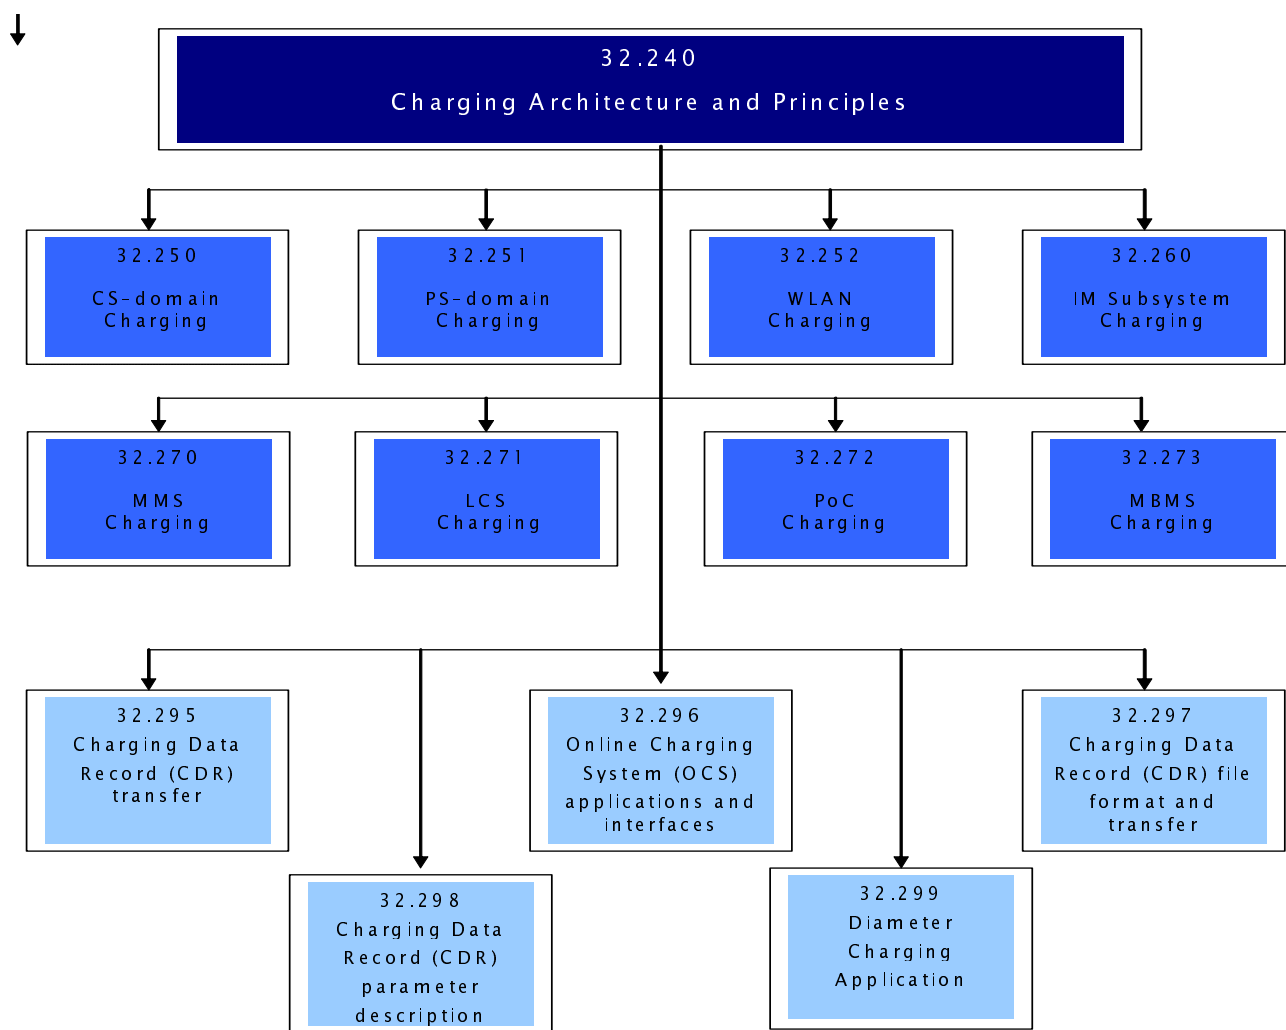 32.240
Charging Architecture and Principles
32.250
CS-domain
Charging
32.251
PS-domain
Charging
32.252
WLAN
Charging
32.260
IM Subsystem
Charging
32.270
MMS
Charging
32.271
LCS
Charging
32.272
PoC
Charging
32.273
MBMS
Charging
32.295
Charging Data
Record (CDR)
transfer
32.296
Online Charging
System (OCS)
applications and
interfaces
32.297
Charging Data
Record (CDR) file
format and
transfer
32.298
Charging Data
Record (CDR)
parameter
description
32.299
Diameter
Charging
Application